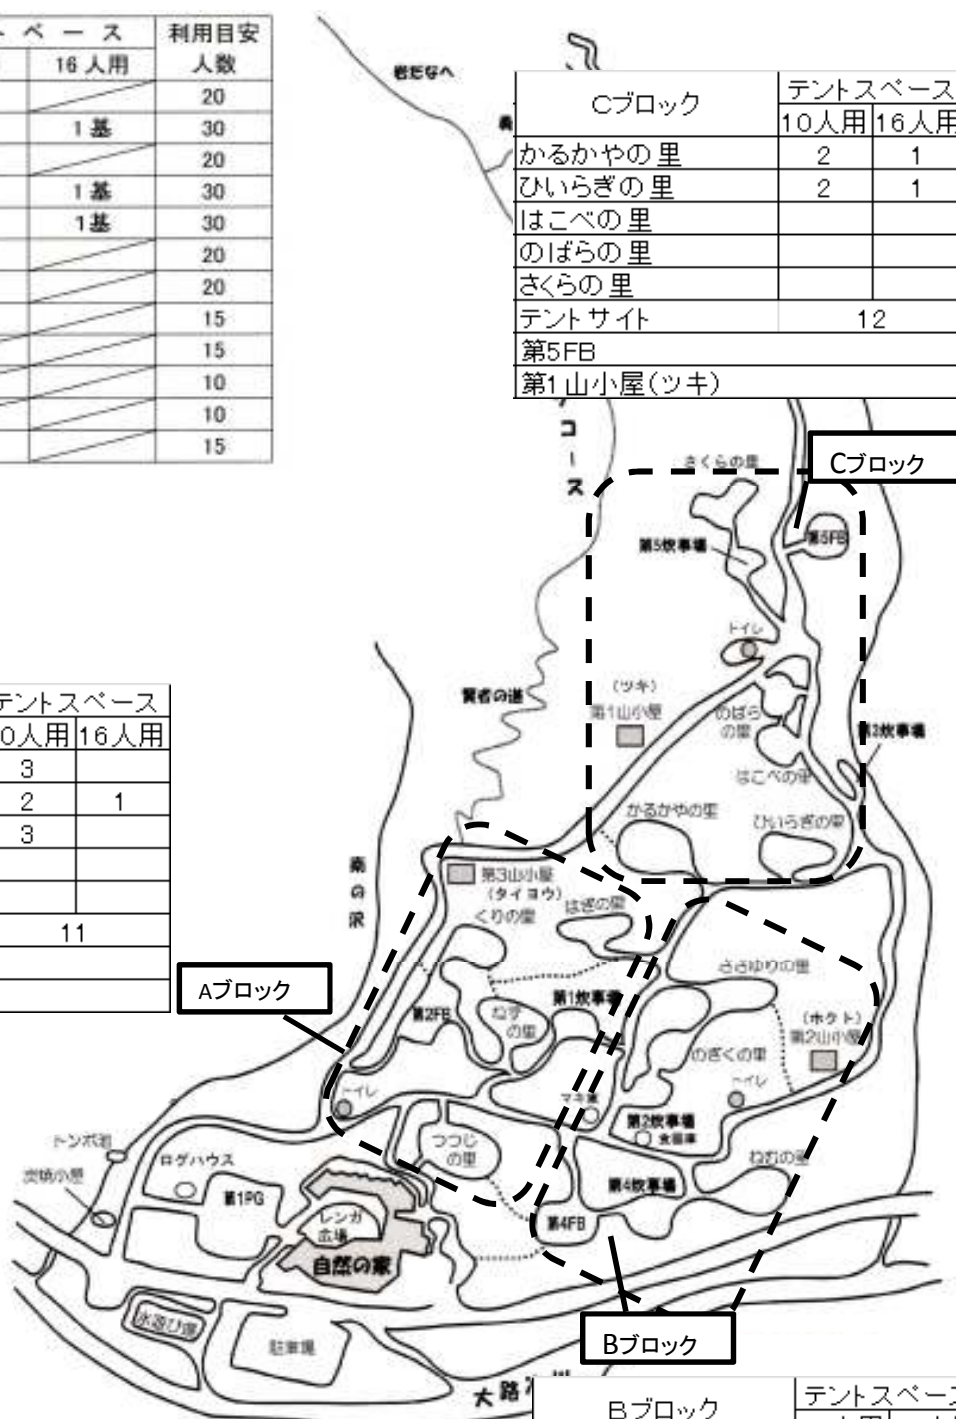 ト ベ ー ス 利用目安
16 人用 人数
20
1基 30
20
1基 30
1基 30
20
20
15
15
10
10
15
岩だなへ
Cブロック テントスペース
10人用 16人用
かるかやの里 2 1
ひいらぎの里 2 1
はこべの里
のばらの里
さくらの里
テントサイト 12
第5FB
第1山小屋(ツキ)
コース
さくらの里
Cブロック
第5炊事場
第5FB
トイレ
賢者の道
(ツキ)
第1山小屋
のばら
の里
第3炊事場
はこべの里
かるかやの里
ひいらぎの里
テントスペース
0人用 16人用
3
2 1
3
11
南の沢
第3山小屋
(タイヨウ)
くりの里
はぎの里
ささゆりの里
Aブロック
第2FB
ねず
の里
第1炊事場
(ホクト)
第2山小屋
のぎくの里
トイレ
トイレ
マキ庫
第2炊事場
食器庫
つつじ
の里
トンボ池
ログハウス
炭焼小屋
第1PG
ねむの里
第4炊事場
レンガ
広場
第4FB
自然の家
水遊び場
駐車場
Bブロック
大路
Bブロック テントスペース